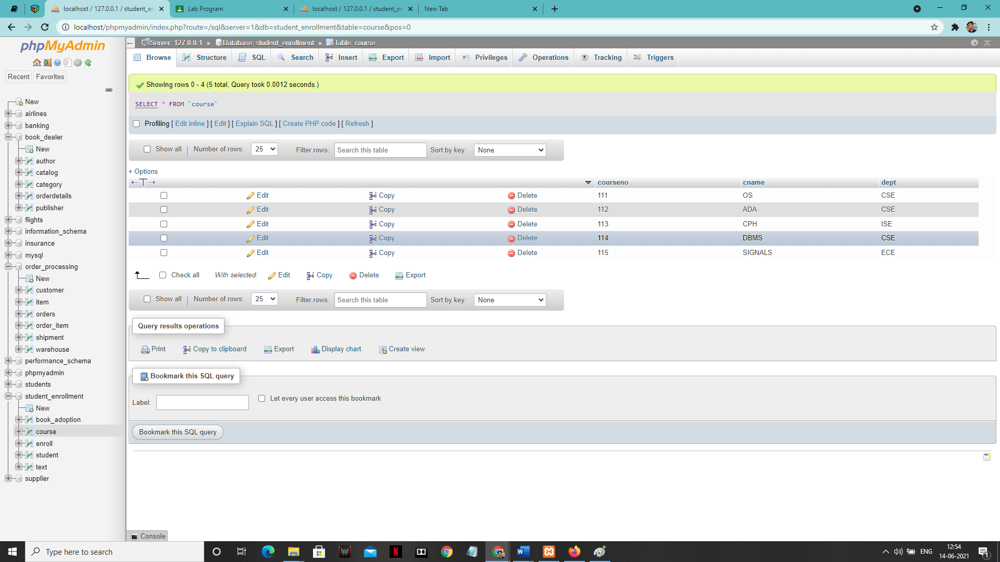 localhost / 127.0.0.1 / student_en
Lab Program
localhost / 127.0.0.1 / student_en
New Tab
localhost/phpmyadmin/index.php?route=/sql&server=1&db=student_enrollment&table=course&pos=0
phpMyAdmin
Recent Favorites
New
airlines
banking
book_dealer
New
author
catalog
category
orderdetails
publisher
flights
information_schema
insurance
mysql
order_processing
New
customer
item
orders
order_item
shipment
warehouse
performance_schema
phpmyadmin
students
student_enrollment
New
book_adoption
course
enroll
student
text
supplier
Server: 127.0.0.1 » Database: student_enrollment » Table: course
Browse Structure SQL Search Insert Export Import Privileges Operations Tracking Triggers
Showing rows 0 - 4 (5 total, Query took 0.0012 seconds.)
SELECT * FROM `course`
Profiling [ Edit inline ] [ Edit ] [ Explain SQL ] [ Create PHP code ] [ Refresh ]
Show all | Number of rows: 25 Filter rows: Search this table Sort by key: None
+ Options
←T→ courseno cname dept
Edit Copy Delete 111 OS CSE
Edit Copy Delete 112 ADA CSE
Edit Copy Delete 113 CPH ISE
Edit Copy Delete 114 DBMS CSE
Edit Copy Delete 115 SIGNALS ECE
Check all With selected: Edit Copy Delete Export
Show all | Number of rows: 25 Filter rows: Search this table Sort by key: None
Query results operations
Print Copy to clipboard Export Display chart Create view
Bookmark this SQL query
Label: Let every user access this bookmark
Bookmark this SQL query
Console
Type here to search
ENG
12:54
14-06-2021
1